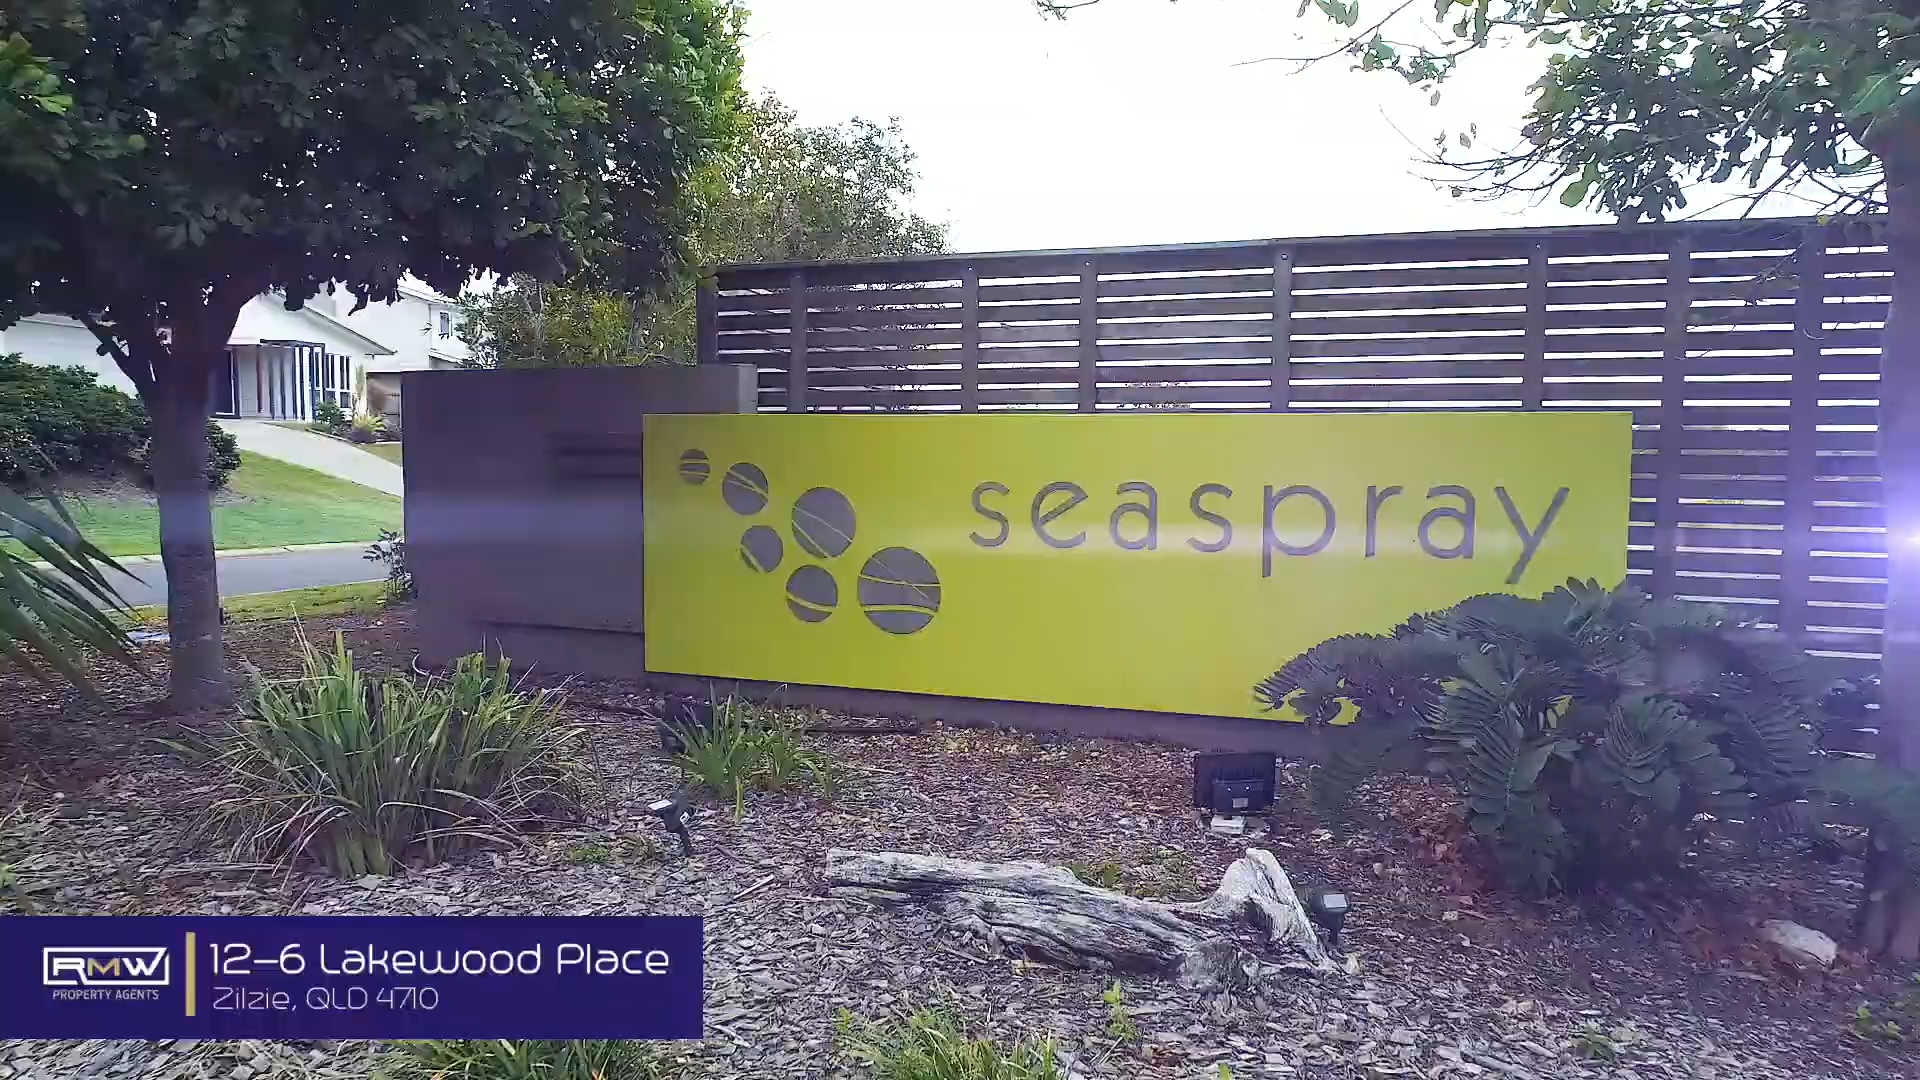 seaspray
RMW
PROPERTY AGENTS
12-6 Lakewood Place
Zilzie, QLD 4710